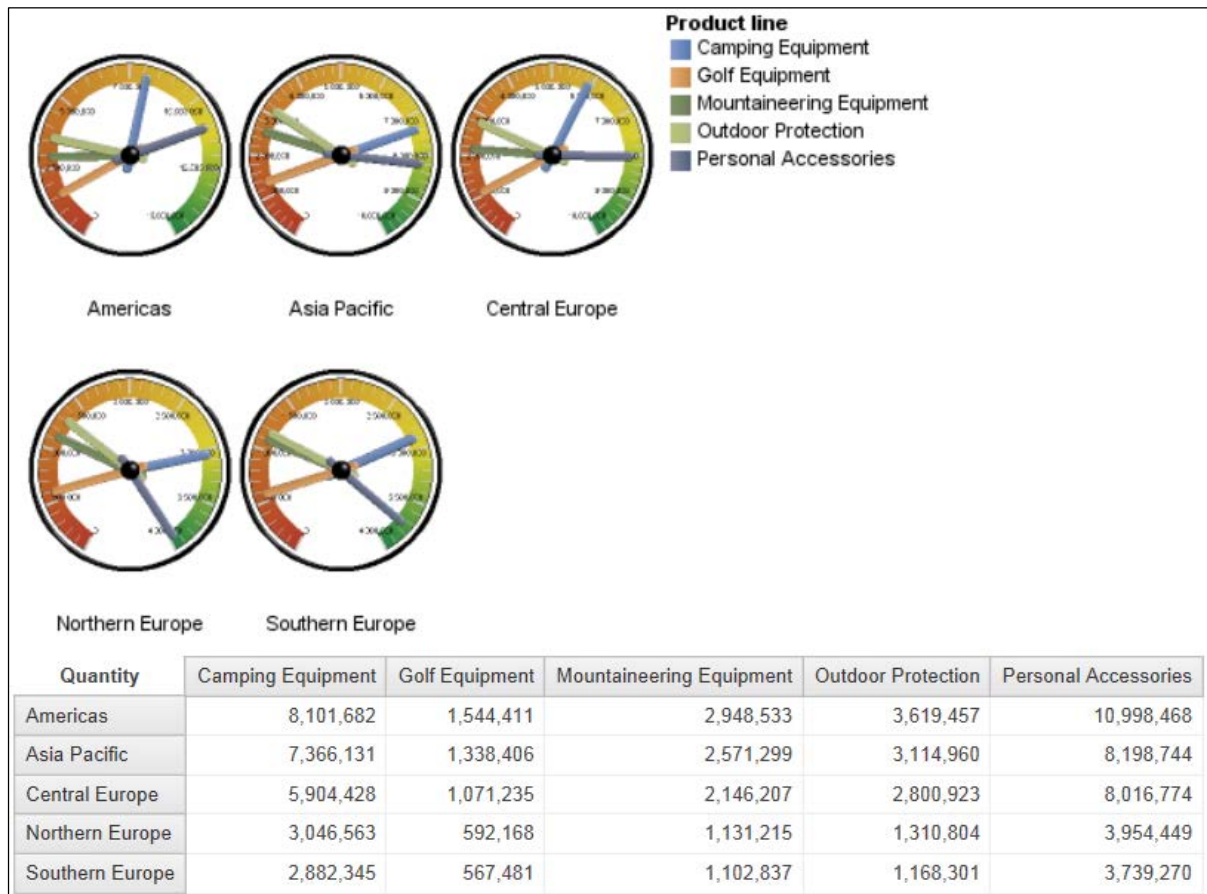 Product line
Camping Equipment
Golf Equipment
Mountaineering Equipment
Outdoor Protection
Personal Accessories
Americas
Asia Pacific
Central Europe
Northern Europe
Southern Europe
Quantity Camping Equipment Golf Equipment Mountaineering Equipment Outdoor Protection Personal Accessories
Americas 8,101,682 1,544,411 2,948,533 3,619,457 10,998,468
Asia Pacific 7,366,131 1,338,406 2,571,299 3,114,960 8,198,744
Central Europe 5,904,428 1,071,235 2,146,207 2,800,923 8,016,774
Northern Europe 3,046,563 592,168 1,131,215 1,310,804 3,954,449
Southern Europe 2,882,345 567,481 1,102,837 1,168,301 3,739,270